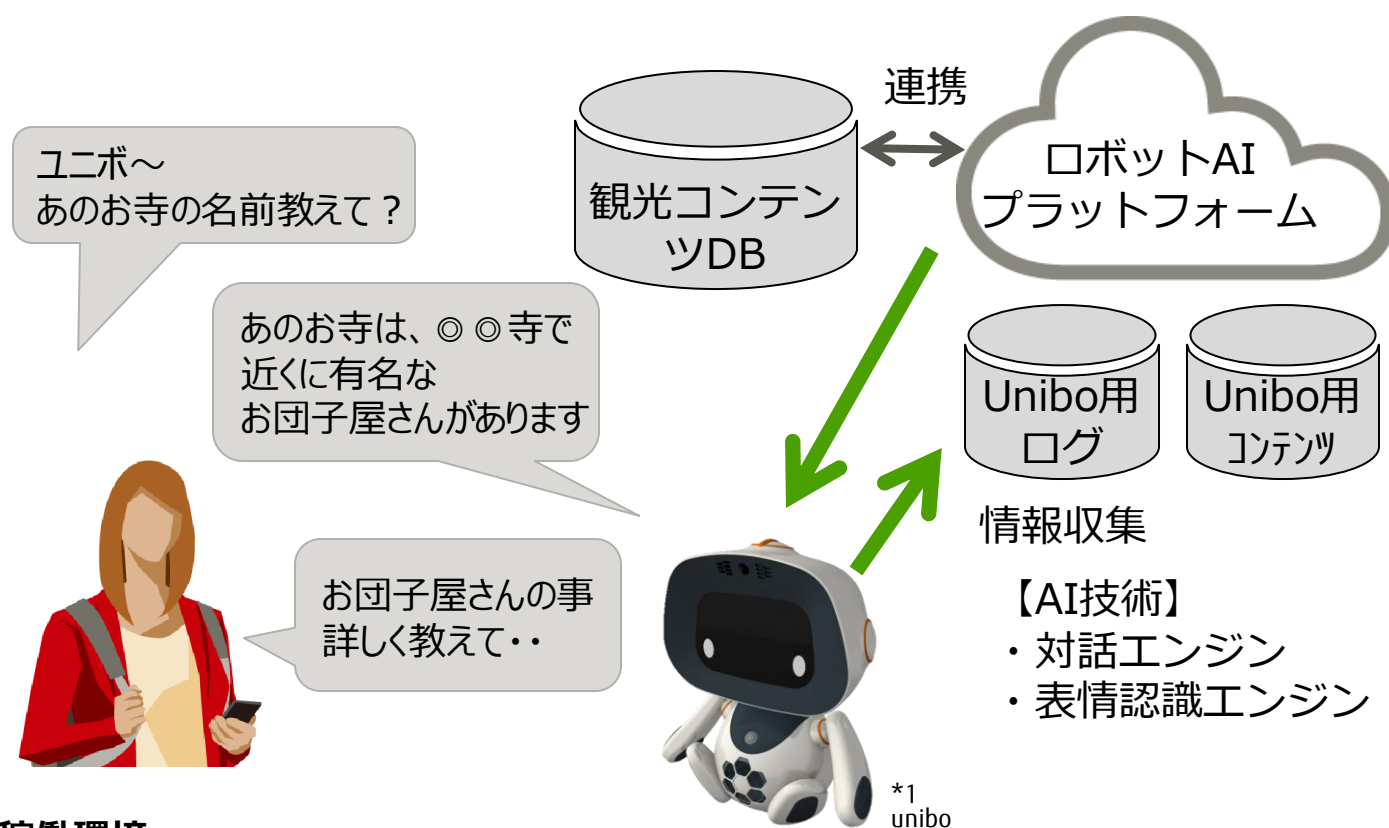 連携
ロボットAI
プラットフォーム
観光コンテン
ツDB
ユニボ～
あのお寺の名前教えて？
あのお寺は、◎◎寺で
近くに有名な
お団子屋さんがあります
お団子屋さんの事
詳しく教えて・・
Unibo用
ログ
Unibo用
ｺﾝﾃﾝﾂ
情報収集
【AI技術】
・対話エンジン
・表情認識エンジン
*1
unibo
稼働環境